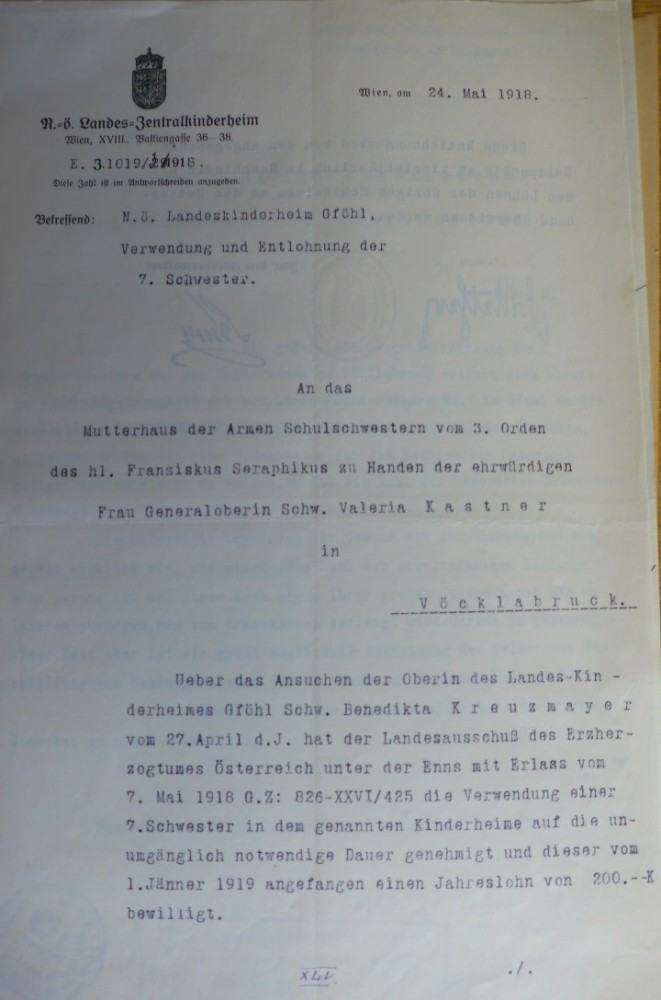 N.=ö. Landes=Zentralkinderheim
Wien, XVIII., Bastiengasse 36—38.
Wien, am 24. Mai 1918.
E. Z. 1019/ 1918.
Diese Zahl ist im Antwortschreiben anzugeben.
Betreffend: N.ö. Landeskinderheim Gföhl,
Verwendung und Entlohnung der
7. Schwester.
An das
Mutterhaus der Armen Schulschwestern vom 3. Orden
des hl. Franziskus Seraphikus zu Handen der ehrwürdigen
Frau Generaloberin Schw. Valeria K a s t n e r
in
V ö c k l a b r u c k.
Ueber das Ansuchen der Oberin des Landes-Kin -
derheimes Gföhl Schw. Benedikta K r e u z m a y e r
vom 27.April d.J. hat der Landesausschuß des Erzher-
zogtumes Österreich unter der Enns mit Erlaas vom
7. Mai 1918 G.Z: 826-XXVI/425 die Verwendung einer
7.Schwester in dem genannten Kinderheime auf die un-
umgänglich notwendige Dauer genehmigt und dieser vom
1.Jänner 1919 angefangen einen Jahreslohn von 200.--K
bewilligt.
./.